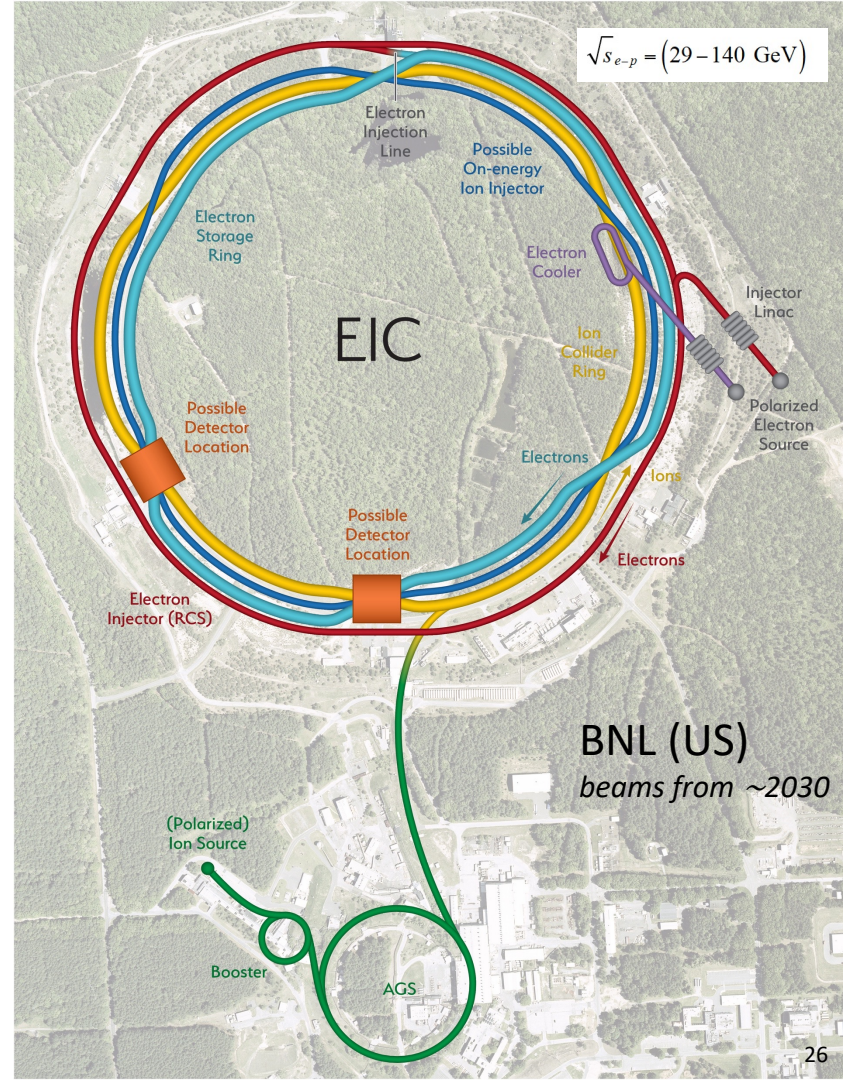 √s e−p = (29 – 140 GeV)
Electron
Injection
Line
Possible
On-energy
Ion Injector
Electron
Storage
Ring
Electron
Cooler
Injector
Linac
EIC
Ion
Collider
Ring
Polarized
Electron
Source
Possible
Detector
Location
Electrons
Ions
Possible
Detector
Location
Electrons
Electron
Injector (RCS)
BNL (US)
beams from ~2030
(Polarized)
Ion Source
Booster
AGS
26